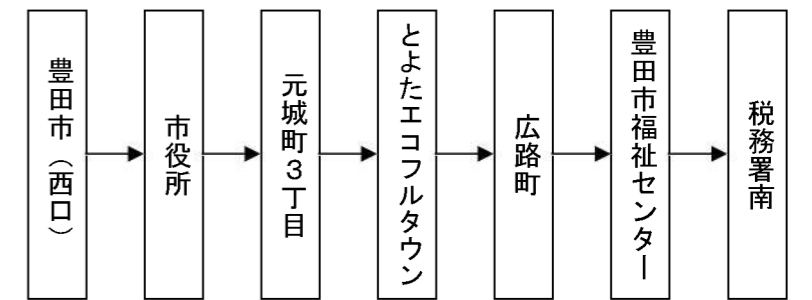 豊田市（西口）
市役所
元城町３丁目
とよたエコフルタウン
広路町
豊田市福祉センター
税務署南